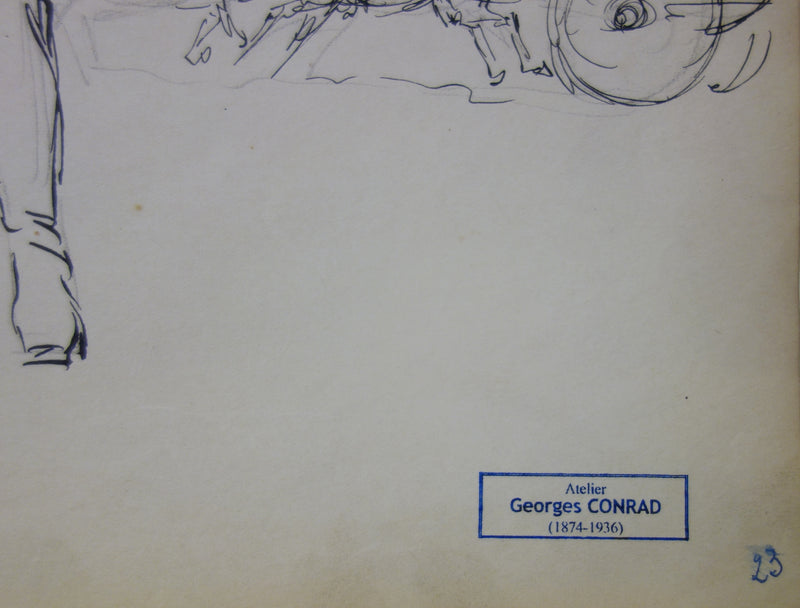 Atelier
Georges CONRAD
(1874-1936)
23